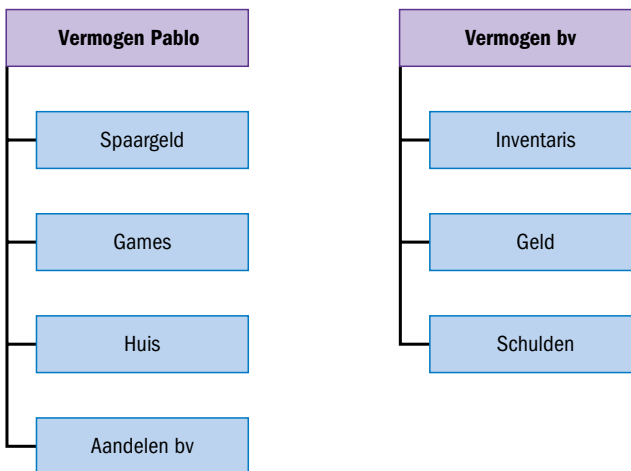 Vermogen Pablo
Spaargeld
Games
Huis
Aandelen bv
Vermogen bv
Inventaris
Geld
Schulden